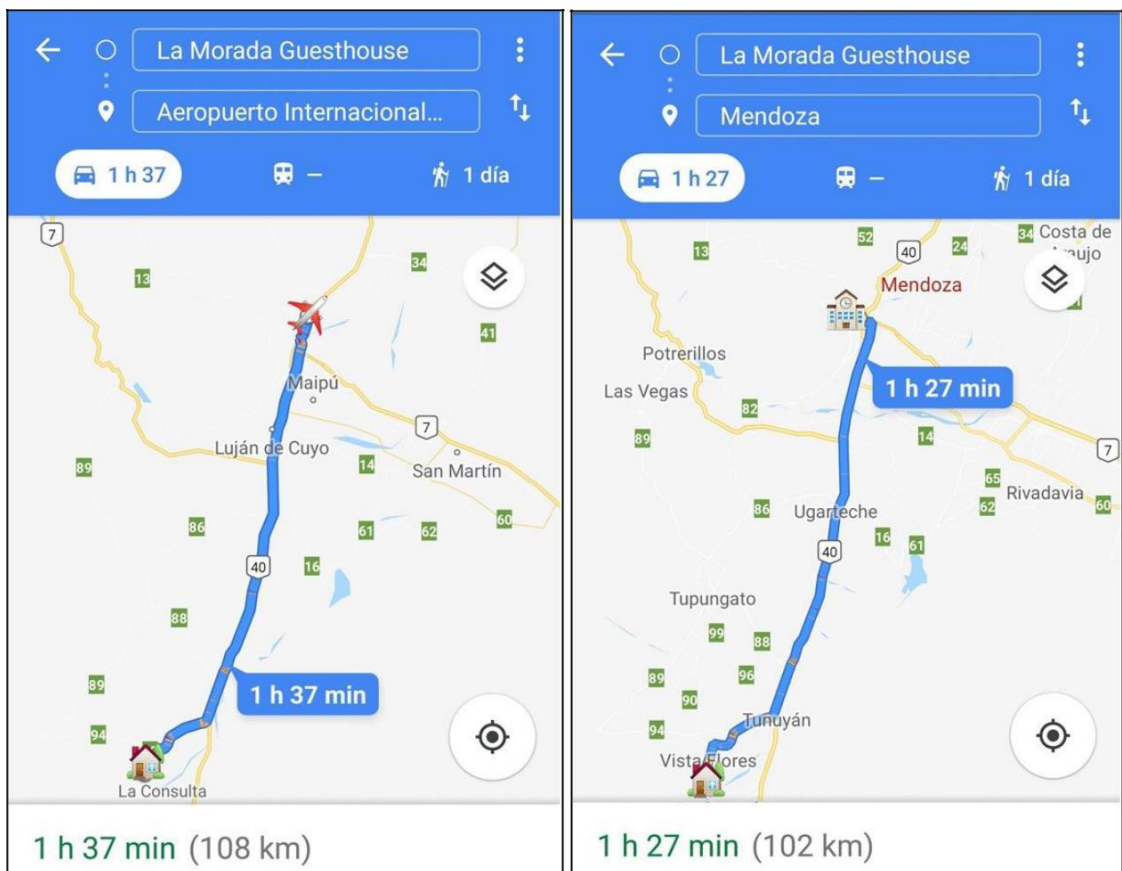 La Morada Guesthouse
Aeropuerto Internacional...
1 h 37
–
1 día
7
13
34
41
Maipú
7
Luján de Cuyo
San Martín
89
14
86
61
62
60
40
16
88
89
1 h 37 min
94
La Consulta
1 h 37 min (108 km)
La Morada Guesthouse
Mendoza
1 h 27
–
1 día
52
34
Costa de
Araujo
13
40
24
Mendoza
Potrerillos
1 h 27 min
Las Vegas
82
89
14
7
65
Rivadavia
86
Ugarteche
62
60
16
40
61
Tupungato
99
88
89
96
90
94
Tunuyán
Vista Flores
1 h 27 min (102 km)